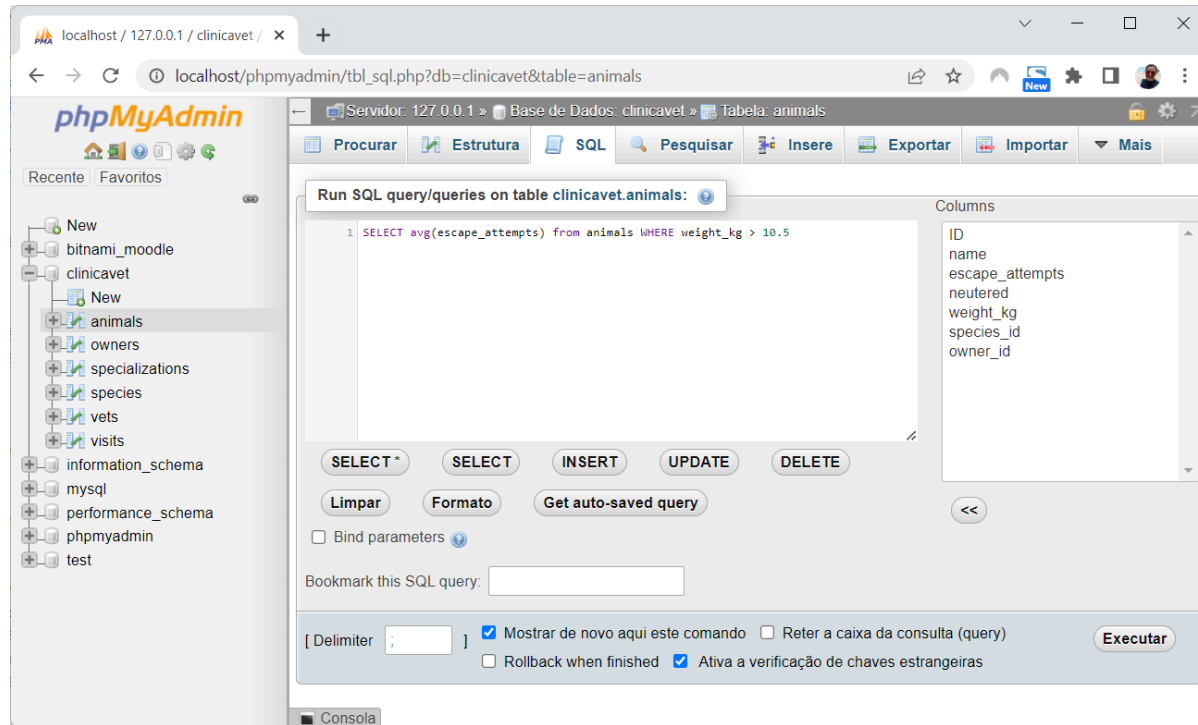 localhost / 127.0.0.1 / clinicavet /
localhost/phpmyadmin/tbl_sql.php?db=clinicavet&table=animals
New
phpMyAdmin
Recente Favoritos
New
bitnami_moodle
clinicavet
New
animals
owners
specializations
species
vets
visits
information_schema
mysql
performance_schema
phpmyadmin
test
Servidor: 127.0.0.1 » Base de Dados: clinicavet » Tabela: animals
Procurar Estrutura SQL Pesquisar Insere Exportar Importar Mais
Run SQL query/queries on table clinicavet.animals:
1 SELECT avg(escape_attempts) from animals WHERE weight_kg > 10.5
Columns
ID
name
escape_attempts
neutered
weight_kg
species_id
owner_id
SELECT * SELECT INSERT UPDATE DELETE
Limpar Formato Get auto-saved query
<<
Bind parameters
Bookmark this SQL query:
[ Delimiter ; ] Mostrar de novo aqui este comando Reter a caixa da consulta (query)
Rollback when finished Ativa a verificação de chaves estrangeiras
Executar
Consola